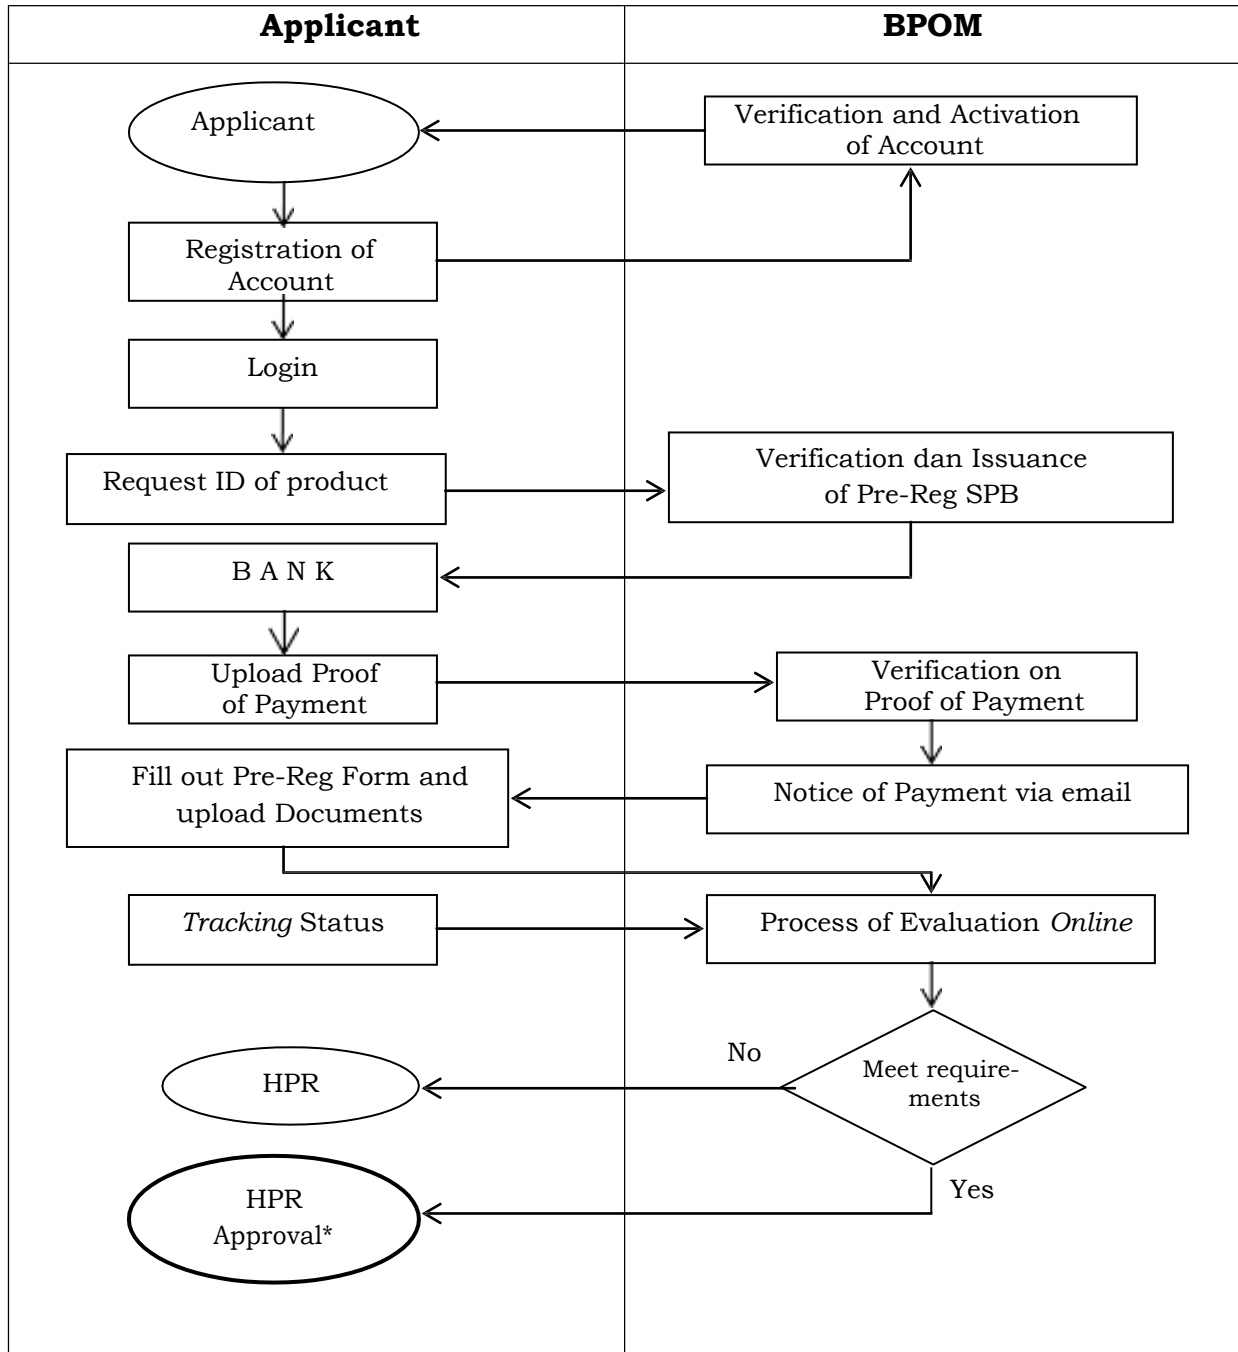 Applicant
BPOM
Applicant
Verification and Activation
of Account
Registration of
Account
Login
Request ID of product
Verification dan Issuance
of Pre-Reg SPB
B A N K
Upload Proof
of Payment
Verification on
Proof of Payment
Fill out Pre-Reg Form and
upload Documents
Notice of Payment via email
Tracking Status
Process of Evaluation Online
No
Meet require-
ments
HPR
Yes
HPR
Approval*